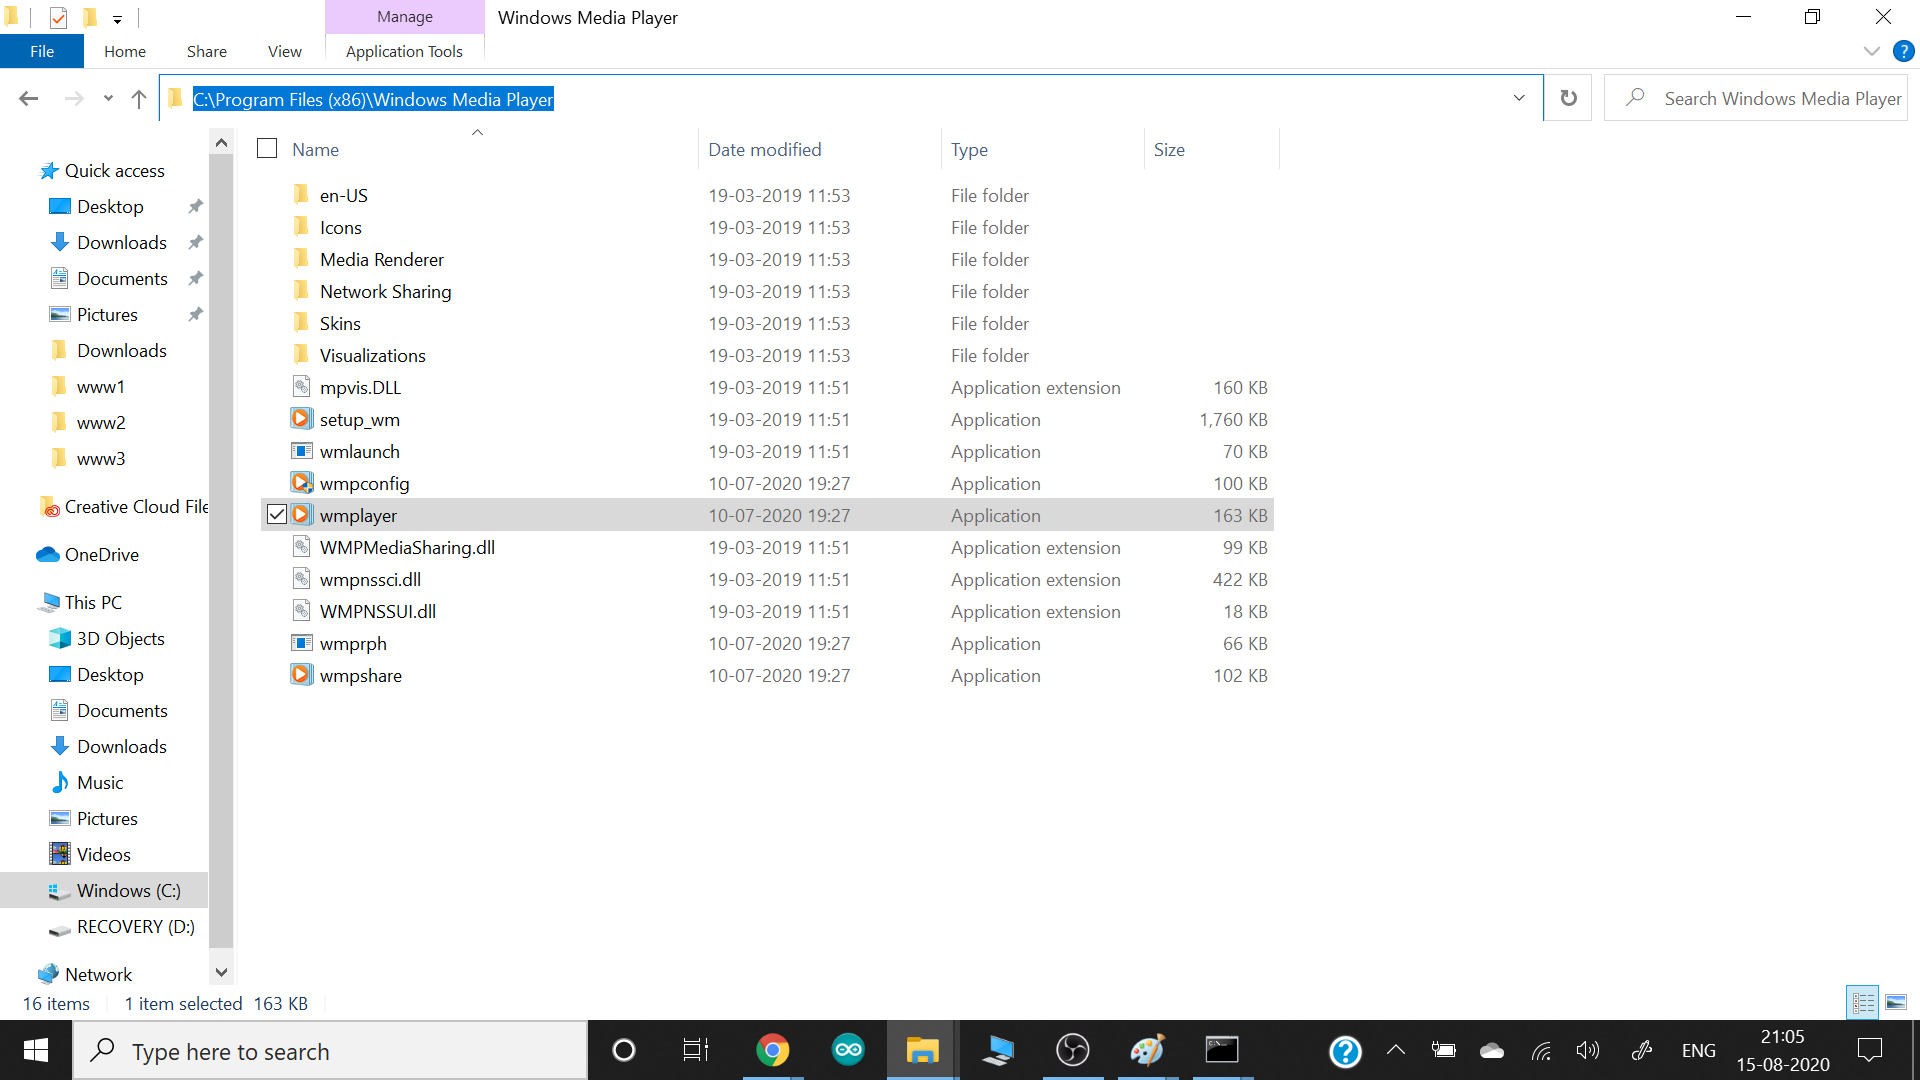 Manage
Windows Media Player
File
Home
Share
View
Application Tools
?
C:\Program Files (x86)\Windows Media Player
Search Windows Media Player
Name
Date modified
Type
Size
Quick access
Desktop
Downloads
Documents
Pictures
Downloads
www1
www2
www3
Creative Cloud File
OneDrive
This PC
3D Objects
Desktop
Documents
Downloads
Music
Pictures
Videos
Windows (C:)
RECOVERY (D:)
Network
en-US 19-03-2019 11:53 File folder
Icons 19-03-2019 11:53 File folder
Media Renderer 19-03-2019 11:53 File folder
Network Sharing 19-03-2019 11:53 File folder
Skins 19-03-2019 11:53 File folder
Visualizations 19-03-2019 11:53 File folder
mpvis.DLL 19-03-2019 11:51 Application extension 160 KB
setup_wm 19-03-2019 11:51 Application 1,760 KB
wmlaunch 19-03-2019 11:51 Application 70 KB
wmpconfig 10-07-2020 19:27 Application 100 KB
wmplayer 10-07-2020 19:27 Application 163 KB
WMPMediaSharing.dll 19-03-2019 11:51 Application extension 99 KB
wmpnssci.dll 19-03-2019 11:51 Application extension 422 KB
WMPNSSUI.dll 19-03-2019 11:51 Application extension 18 KB
wmprph 10-07-2020 19:27 Application 66 KB
wmpshare 10-07-2020 19:27 Application 102 KB
16 items
1 item selected 163 KB
Type here to search
?
ENG
21:05
15-08-2020